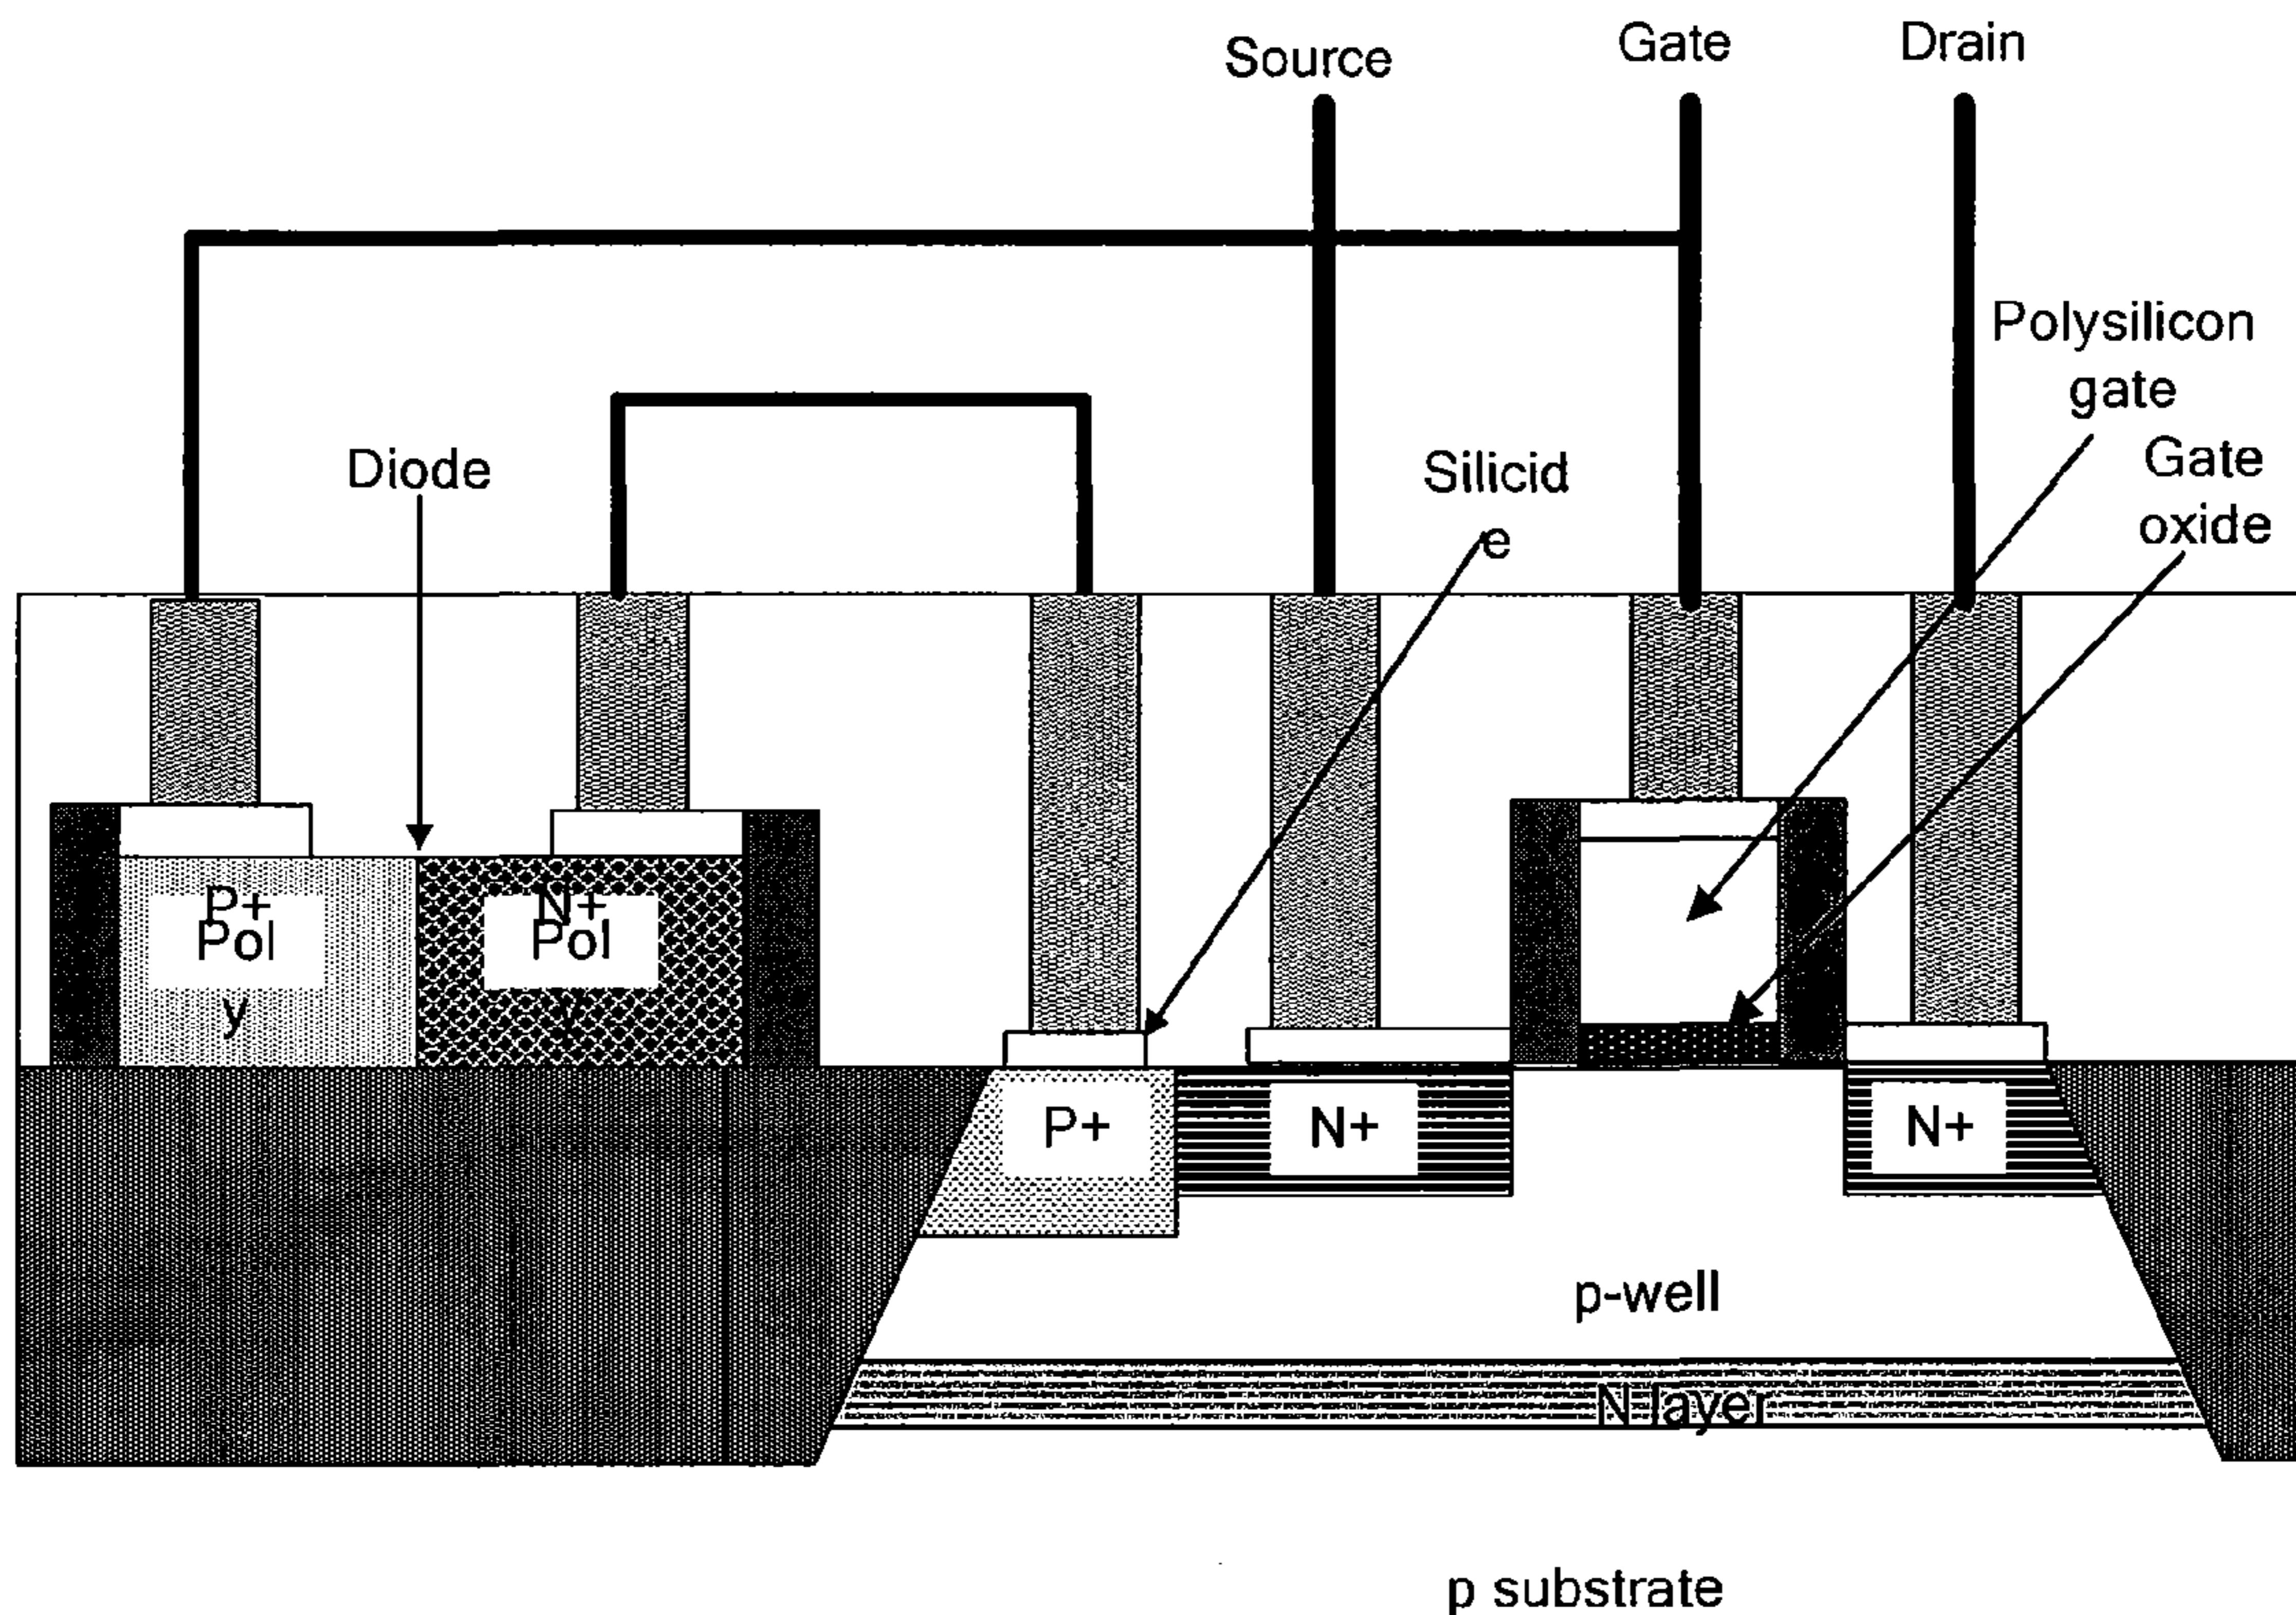 Source
Gate
Drain
Polysilicon
gate
Gate
oxide
Diode
Silicid
e
P+
Pol
y
N+
Pol
y
P+
N+
N+
p-well
N layer
p substrate